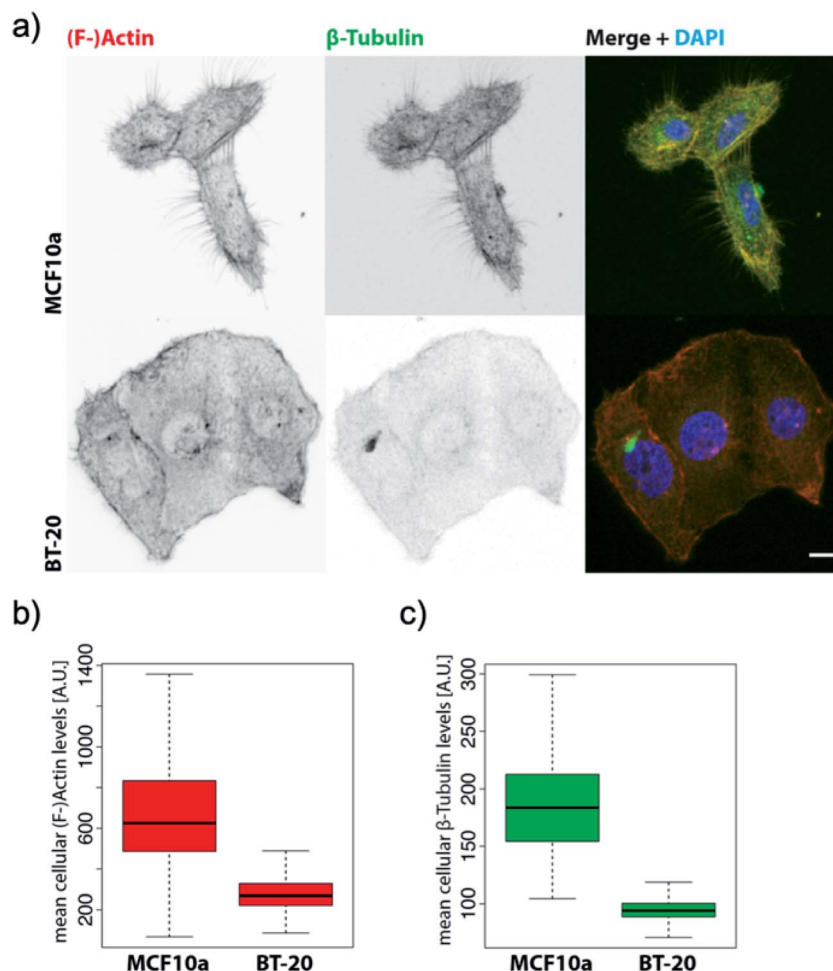 a)
(F-)Actin
β-Tubulin
Merge + DAPI
MCF10a
BT-20
b)
mean cellular (F-)Actin levels [A.U.]
1400
1000
600
200
MCF10a
BT-20
c)
mean cellular β-Tubulin levels [A.U.]
300
250
200
150
100
MCF10a
BT-20